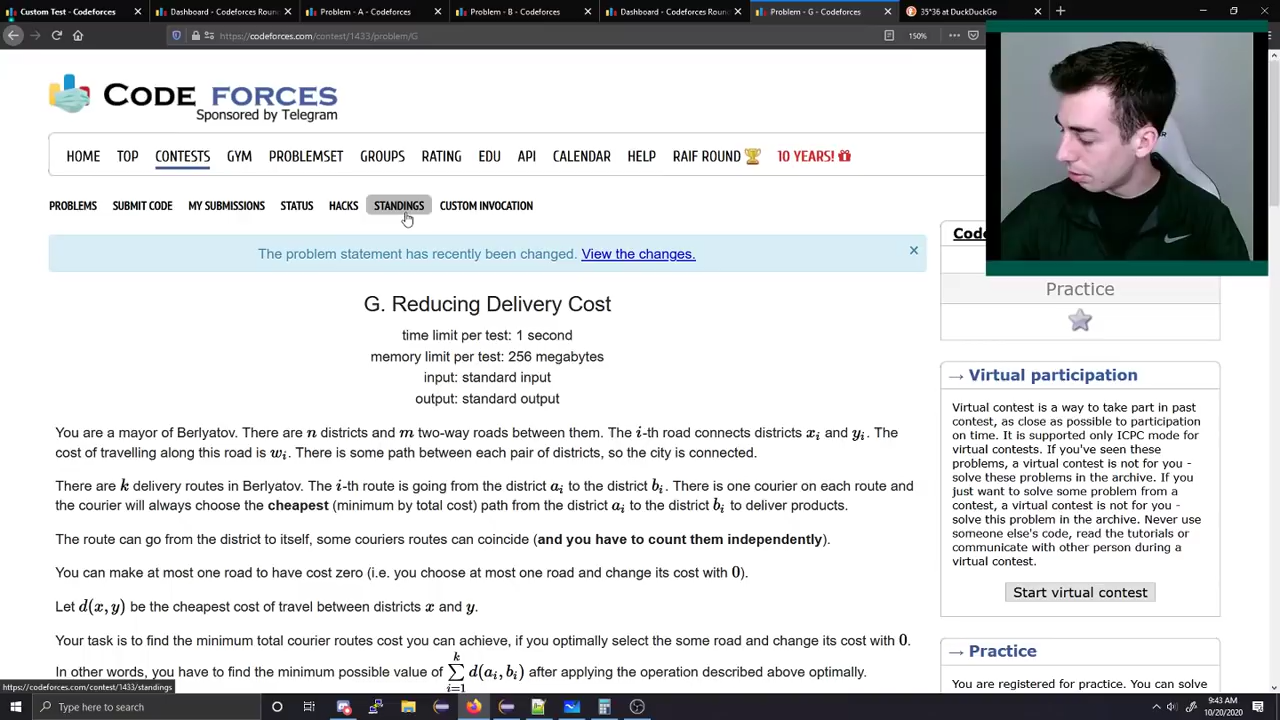 Custom Test - Codeforces
Dashboard - Codeforces Roun
Problem - A - Codeforces
Problem - B - Codeforces
Dashboard - Codeforces Round
Problem - G - Codeforces
35*36 at DuckDuckGo
https://codeforces.com/contest/1433/problem/G
150%
CODE FORCES
Sponsored by Telegram
HOME TOP CONTESTS GYM PROBLEMSET GROUPS RATING EDU API CALENDAR HELP RAIF ROUND 10 YEARS!
PROBLEMS SUBMIT CODE MY SUBMISSIONS STATUS HACKS STANDINGS CUSTOM INVOCATION
The problem statement has recently been changed. View the changes.
×
G. Reducing Delivery Cost
time limit per test: 1 second
memory limit per test: 256 megabytes
input: standard input
output: standard output
You are a mayor of Berlyatov. There are n districts and m two-way roads between them. The i-th road connects districts xi and yi. The
cost of travelling along this road is wi. There is some path between each pair of districts, so the city is connected.
There are k delivery routes in Berlyatov. The i-th route is going from the district ai to the district bi. There is one courier on each route and
the courier will always choose the cheapest (minimum by total cost) path from the district ai to the district bi to deliver products.
The route can go from the district to itself, some couriers routes can coincide (and you have to count them independently).
You can make at most one road to have cost zero (i.e. you choose at most one road and change its cost with 0).
Let d(x, y) be the cheapest cost of travel between districts x and y.
Your task is to find the minimum total courier routes cost you can achieve, if you optimally select the some road and change its cost with 0.
In other words, you have to find the minimum possible value of k∑i=1 d(ai, bi) after applying the operation described above optimally.
Code
Practice
→ Virtual participation
Virtual contest is a way to take part in past
contest, as close as possible to participation
on time. It is supported only ICPC mode for
virtual contests. If you've seen these
problems, a virtual contest is not for you -
solve these problems in the archive. If you
just want to solve some problem from a
contest, a virtual contest is not for you -
solve this problem in the archive. Never use
someone else's code, read the tutorials or
communicate with other person during a
virtual contest.
Start virtual contest
→ Practice
You are registered for practice. You can solve
https://codeforces.com/contest/1433/standings
Type here to search
9:43 AM
10/20/2020